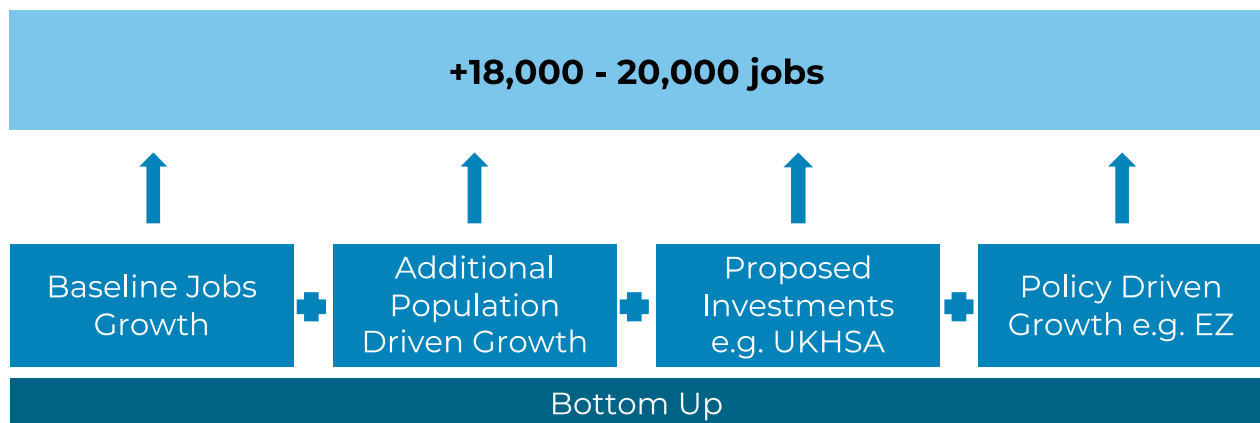 +18,000 - 20,000 jobs
Baseline Jobs
Growth
Additional
Population
Driven Growth
Proposed
Investments
e.g. UKHSA
Policy Driven
Growth e.g. EZ
Bottom Up